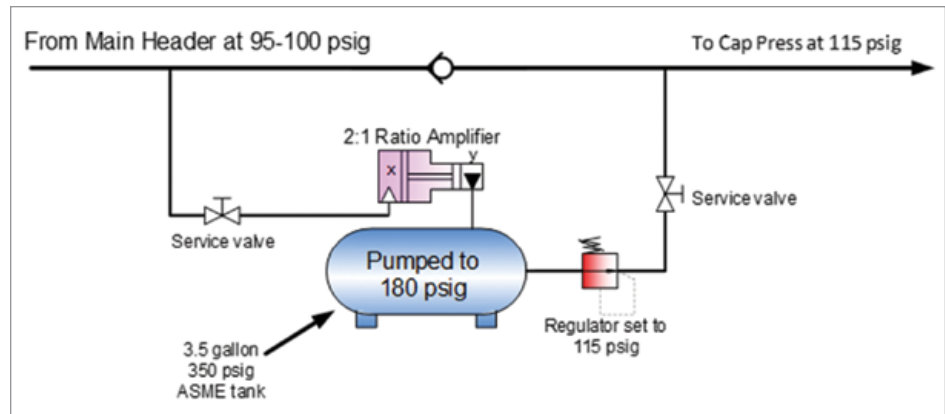 From Main Header at 95-100 psig
To Cap Press at 115 psig
2:1 Ratio Amplifier
x
y
Service valve
Service valve
Pumped to
180 psig
Regulator set to
115 psig
3.5 gallon
350 psig
ASME tank